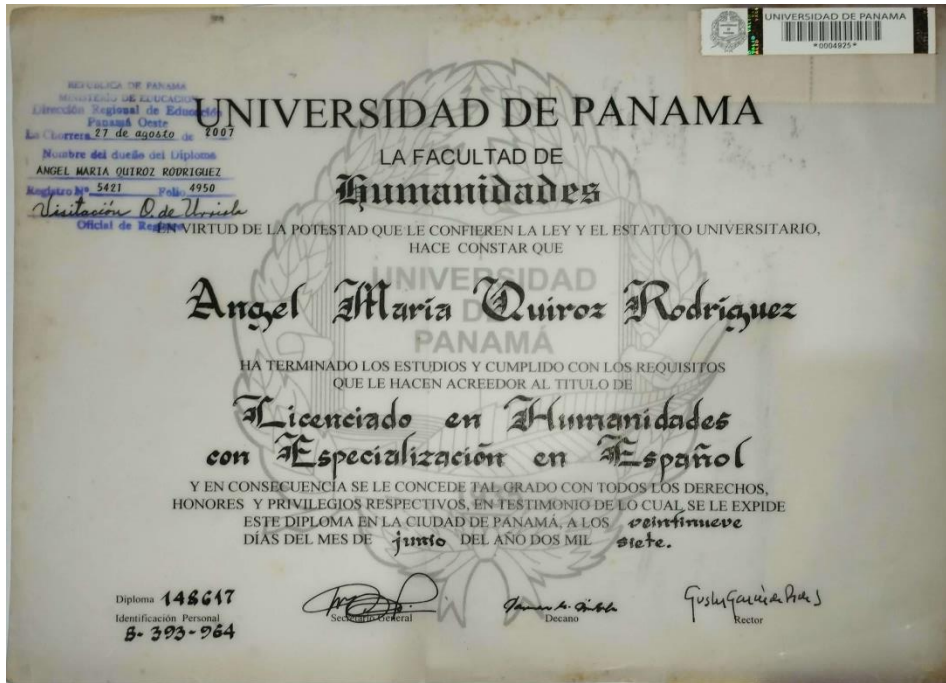 UNIVERSIDAD DE PANAMA
*0004925*
REPUBLICA DE PANAMA
MINISTERIO DE EDUCACION
Dirección Regional de Educación
Panamá Oeste
La Chorrera 27 de agosto de 2007
Nombre del dueño del Diploma
ANGEL MARIA QUIROZ RODRIGUEZ
Registro Nº 5421 Folio 4950
Visitación O. de Urriola
Oficial de Registro
UNIVERSIDAD DE PANAMA
LA FACULTAD DE
Humanidades
EN VIRTUD DE LA POTESTAD QUE LE CONFIEREN LA LEY Y EL ESTATUTO UNIVERSITARIO,
HACE CONSTAR QUE
UNIVERSIDAD
DE
PANAMÁ
Angel María Quiroz Rodríguez
HA TERMINADO LOS ESTUDIOS Y CUMPLIDO CON LOS REQUISITOS
QUE LE HACEN ACREEDOR AL TITULO DE
Licenciado en Humanidades
con Especialización en Español
Y EN CONSECUENCIA SE LE CONCEDE TAL GRADO CON TODOS LOS DERECHOS,
HONORES Y PRIVILEGIOS RESPECTIVOS, EN TESTIMONIO DE LO CUAL SE LE EXPIDE
ESTE DIPLOMA EN LA CIUDAD DE PANAMÁ, A LOS veintinueve
DÍAS DEL MES DE junio DEL AÑO DOS MIL siete.
Diploma 148617
Identificación Personal
8-393-964
Secretario General
Decano
Rector